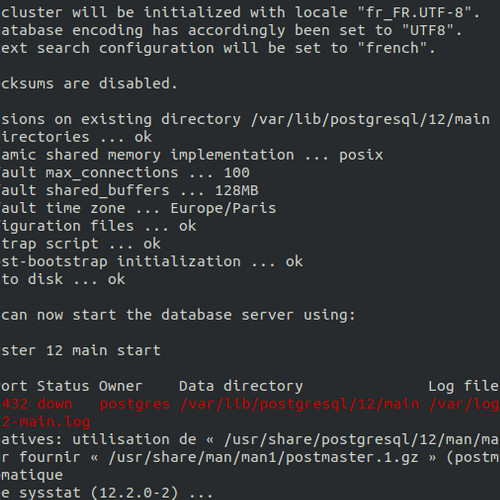 cluster will be initialized with locale "fr_FR.UTF-8".
atabase encoding has accordingly been set to "UTF8".
ext search configuration will be set to "french".
cksums are disabled.
sions on existing directory /var/lib/postgresql/12/main
irectories ... ok
amic shared memory implementation ... posix
fault max_connections ... 100
fault shared_buffers ... 128MB
fault time zone ... Europe/Paris
figuration files ... ok
trap script ... ok
st-bootstrap initialization ... ok
to disk ... ok
can now start the database server using:
ster 12 main start
ort Status Owner    Data directory              Log file
432 down   postgres /var/lib/postgresql/12/main /var/log
2-main.log
atives: utilisation de « /usr/share/postgresql/12/man/ma
r fournir « /usr/share/man/man1/postmaster.1.gz » (postm
matique
e sysstat (12.2.0-2) ...